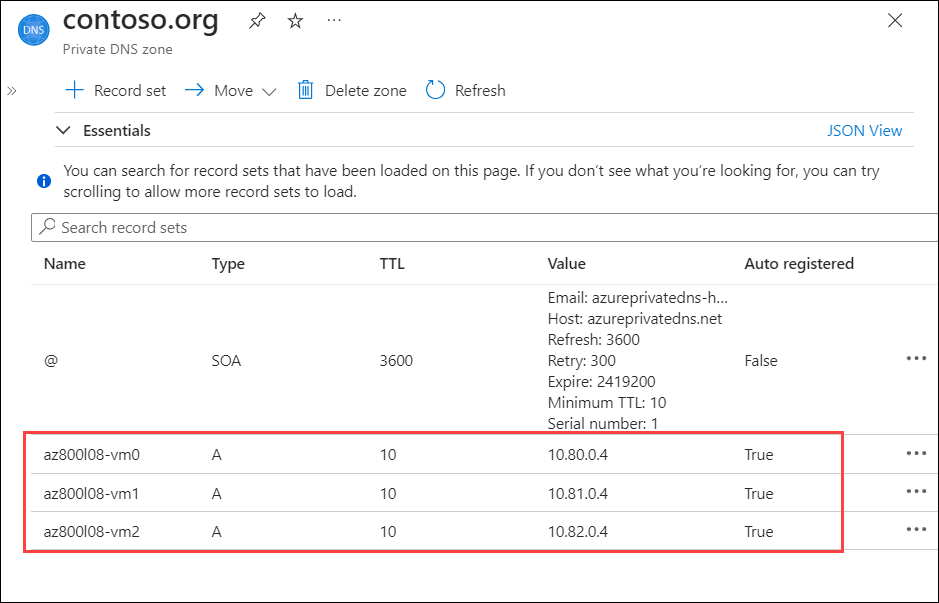 DNS
contoso.org
Private DNS zone
Record set Move Delete zone Refresh
Essentials JSON View
You can search for record sets that have been loaded on this page. If you don't see what you're looking for, you can try
scrolling to allow more record sets to load.
Search record sets
Name Type TTL Value Auto registered
Email: azureprivatedns-h...
Host: azureprivatedns.net
Refresh: 3600
@ SOA 3600 Retry: 300 False
Expire: 2419200
Minimum TTL: 10
Serial number: 1
az800l08-vm0 A 10 10.80.0.4 True
az800l08-vm1 A 10 10.81.0.4 True
az800l08-vm2 A 10 10.82.0.4 True